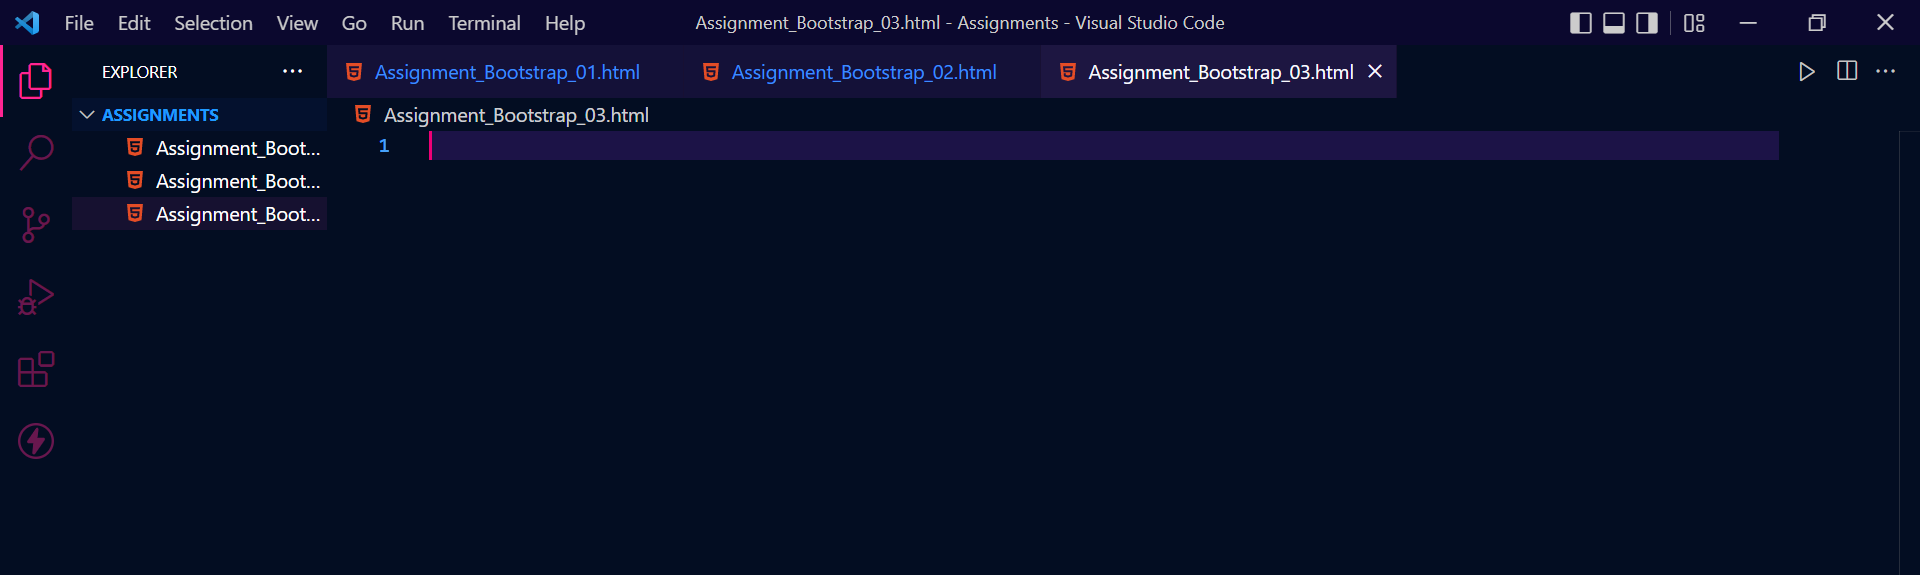 File Edit Selection View Go Run Terminal Help Assignment_Bootstrap_03.html - Assignments - Visual Studio Code
EXPLORER Assignment_Bootstrap_01.html Assignment_Bootstrap_02.html Assignment_Bootstrap_03.html
ASSIGNMENTS Assignment_Bootstrap_03.html
Assignment_Boot... 1
Assignment_Boot...
Assignment_Boot...